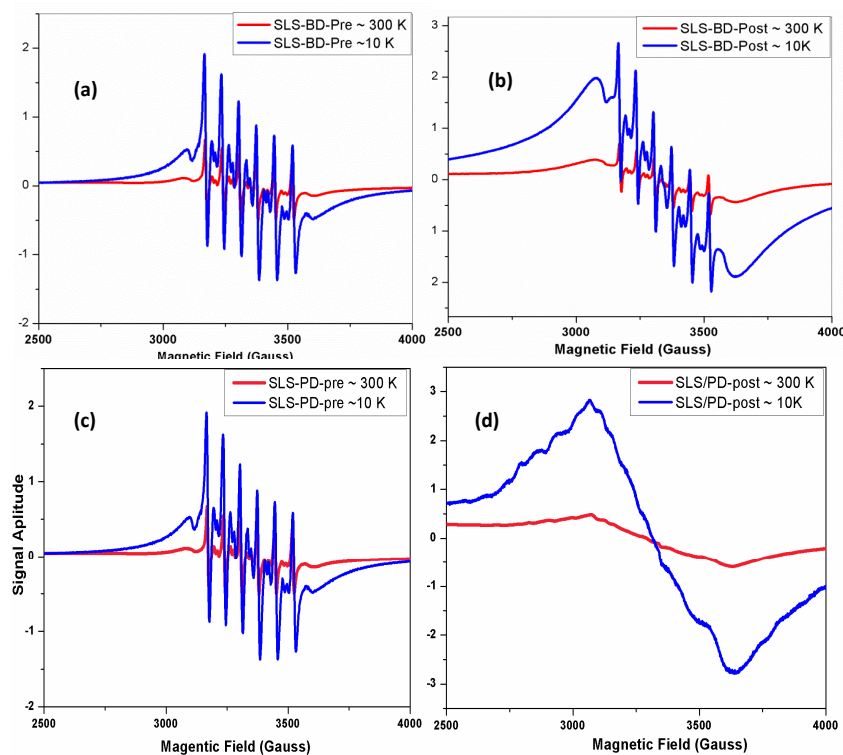 SLS-BD-Pre ~ 300 K
SLS-BD-Pre ~10 K
(a)
2
1
0
-1
-2
2500 3000 3500 4000
Magnetic Field (Gauss)
SLS-BD-Post ~ 300 K
SLS-BD-Post ~ 10K
(b)
3
2
1
0
1
2
2500 3000 3500 4000
Magnetic Field (Gauss)
SLS-PD-pre ~ 300 K
SLS-PD-pre ~10 K
(c)
Signal Aplitude
2
1
0
-1
-2
2500 3000 3500 4000
Magentic Field (Gauss)
SLS/PD-post ~ 300 K
SLS/PD-post ~ 10K
(d)
3
2
1
0
-1
-2
-3
2500 3000 3500 4000
Magnetic Field (Gauss)